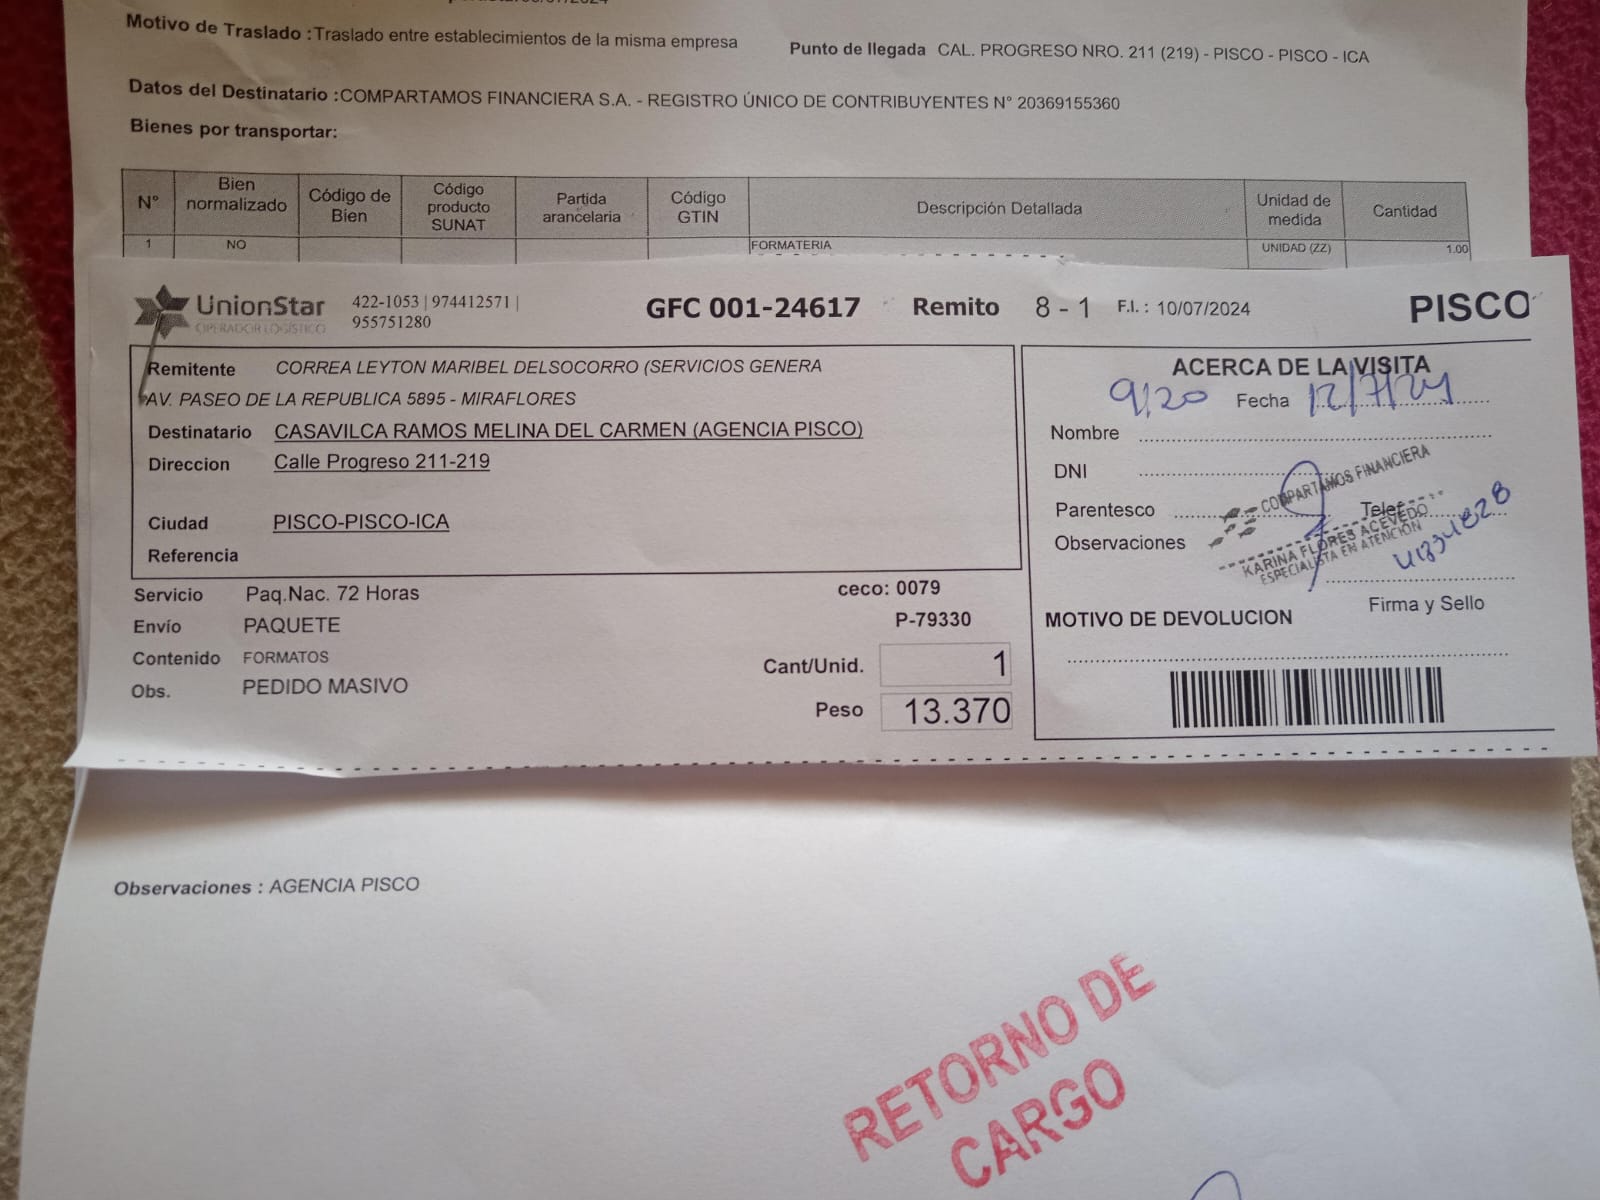 Motivo de Traslado : Traslado entre establecimientos de la misma empresa
Punto de llegada CAL. PROGRESO NRO. 211 (219) - PISCO - PISCO - ICA
Datos del Destinatario : COMPARTAMOS FINANCIERA S.A. - REGISTRO ÚNICO DE CONTRIBUYENTES N° 20369155360
Bienes por transportar:
N° Bien normalizado Código de Bien Código producto SUNAT Partida arancelaria Código GTIN Descripción Detallada Unidad de medida Cantidad
1 NO FORMATERIA UNIDAD (ZZ) 1.00
UnionStar
OPERADOR LOGÍSTICO
422-1053 | 974412571 |
955751280
GFC 001-24617 Remito 8 - 1 F.I. : 10/07/2024 PISCO
Remitente CORREA LEYTON MARIBEL DELSOCORRO (SERVICIOS GENERA
AV. PASEO DE LA REPUBLICA 5895 - MIRAFLORES
Destinatario CASAVILCA RAMOS MELINA DEL CARMEN (AGENCIA PISCO)
Direccion Calle Progreso 211-219
Ciudad PISCO-PISCO-ICA
Referencia
Servicio Paq.Nac. 72 Horas
Envío PAQUETE
Contenido FORMATOS
Obs. PEDIDO MASIVO
ceco: 0079
P-79330
Cant/Unid. 1
Peso 13.370
ACERCA DE LA VISITA
9:20 Fecha 12/7/24
Nombre
DNI
Parentesco
Telef
Observaciones
COMPARTAMOS FINANCIERA
KARINA FLORES ACEVEDO
ESPECIALISTA EN ATENCIÓN
Firma y Sello
MOTIVO DE DEVOLUCION
Observaciones : AGENCIA PISCO
RETORNO DE
CARGO